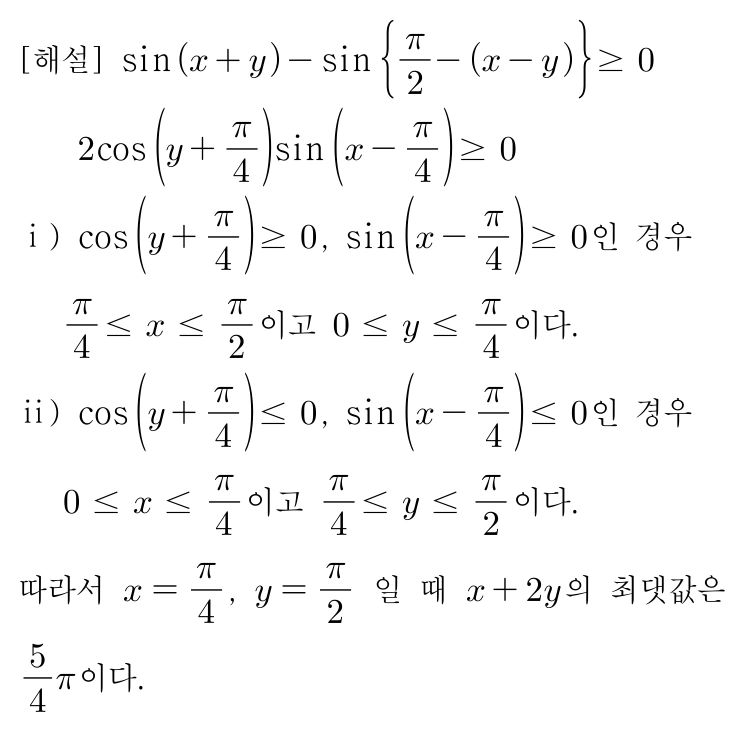 [해설] sin(x+y)-sin{π/2-(x-y)}≥0
2cos(y+π/4)sin(x-π/4)≥0
ⅰ) cos(y+π/4)≥0, sin(x-π/4)≥0인 경우
π/4≤x≤π/2이고 0≤y≤π/4이다.
ⅱ) cos(y+π/4)≤0, sin(x-π/4)≤0인 경우
0≤x≤π/4이고 π/4≤y≤π/2이다.
따라서 x=π/4, y=π/2 일 때 x+2y의 최댓값은
5/4π이다.